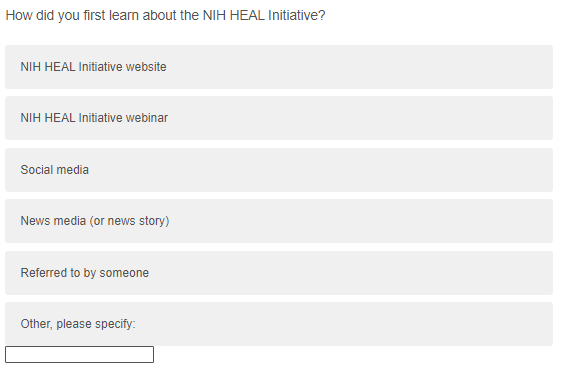 How did you first learn about the NIH HEAL Initiative?
NIH HEAL Initiative website
NIH HEAL Initiative webinar
Social media
News media (or news story)
Referred to by someone
Other, please specify: